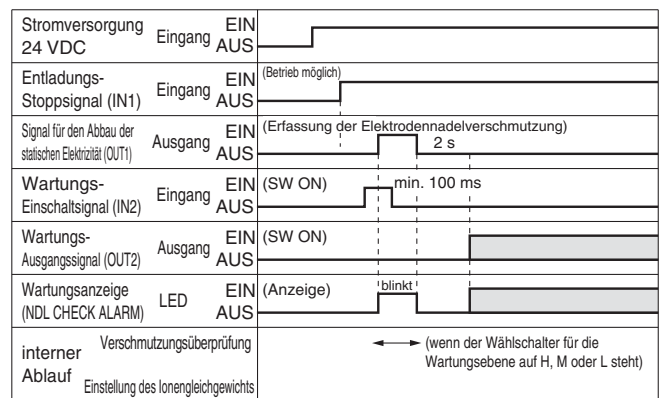 Stromversorgung 24 VDC Eingang EIN AUS
Entladungs-Stoppsignal (IN1) Eingang EIN AUS (Betrieb möglich)
Signal für den Abbau der statischen Elektrizität (OUT1) Ausgang EIN AUS (Erfassung der Elektrodennadelverschmutzung) 2 s
Wartungs-Einschaltsignal (IN2) Eingang EIN AUS (SW ON) min. 100 ms
Wartungs-Ausgangssignal (OUT2) Ausgang EIN AUS (SW ON)
Wartungsanzeige (NDL CHECK ALARM) LED EIN AUS (Anzeige) blinkt
interner Ablauf Verschmutzungsüberprüfung (wenn der Wählschalter für die Wartungsebene auf H, M oder L steht)
Einstellung des Ionengleichgewichts